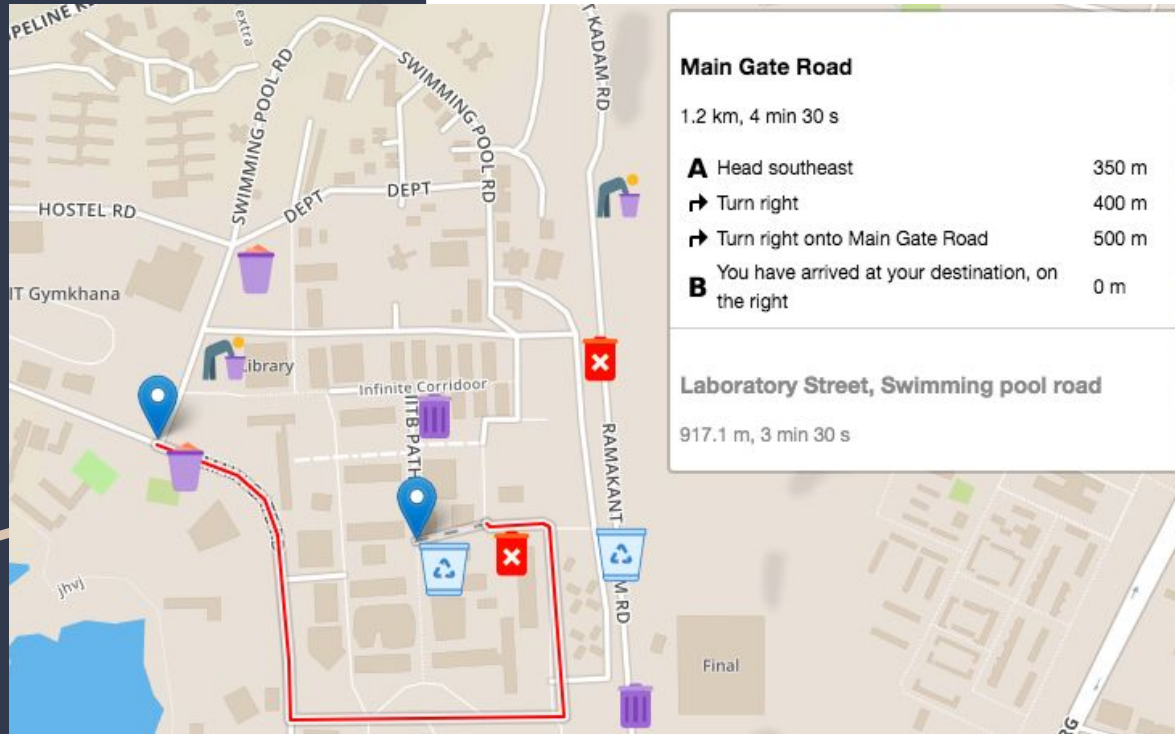 extra
T KADAM RD
SWIMMING POOL RD
SWIMMING POOL RD
DEPT
DEPT
HOSTEL RD
IT Gymkhana
Library
Infinite Corridoor
IITB PATH
RAMAKANT
M RD
jhvj
Final
Main Gate Road
1.2 km, 4 min 30 s
A Head southeast 350 m
Turn right 400 m
Turn right onto Main Gate Road 500 m
B You have arrived at your destination, on
the right 0 m
Laboratory Street, Swimming pool road
917.1 m, 3 min 30 s